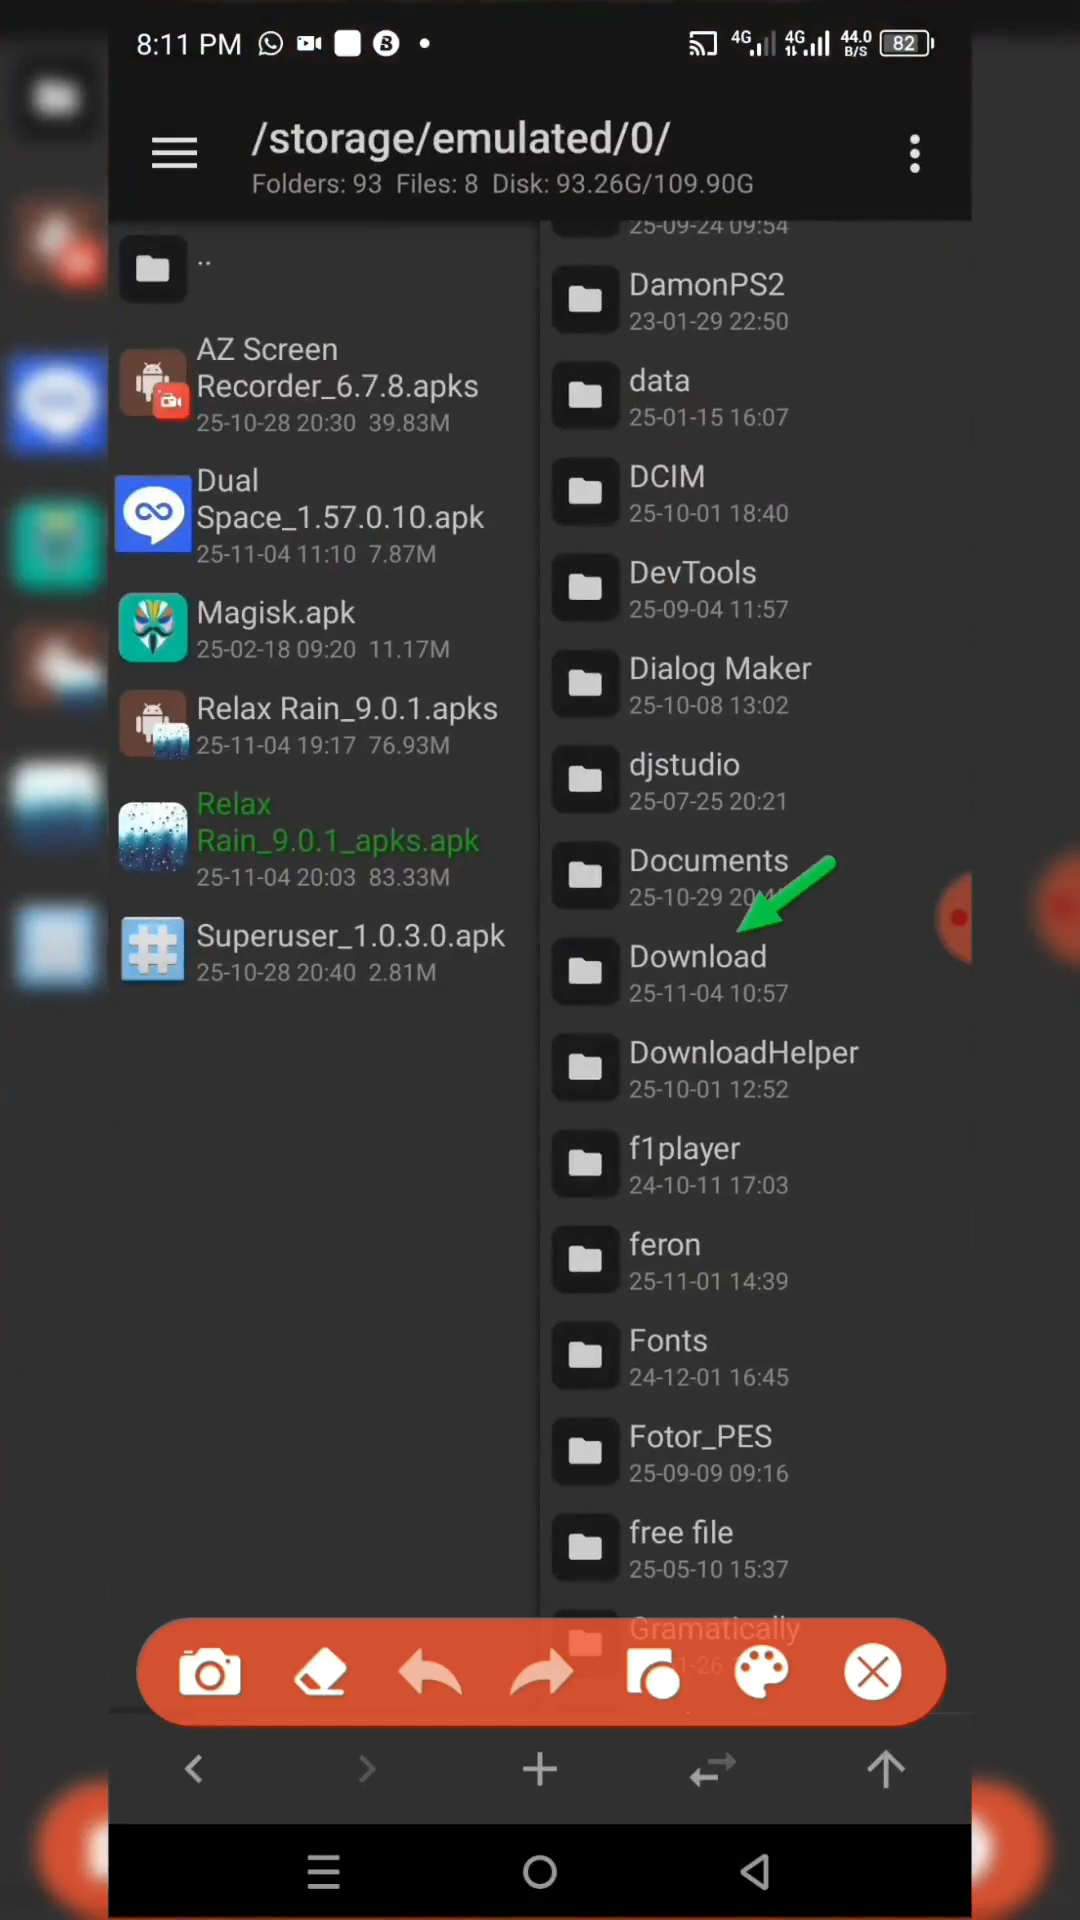 8:11 PM
4G 4G 44.0 B/S 82
/storage/emulated/0/
Folders: 93 Files: 8 Disk: 93.26G/109.90G
..
AZ Screen
Recorder_6.7.8.apks
25-10-28 20:30 39.83M
Dual
Space_1.57.0.10.apk
25-11-04 11:10 7.87M
Magisk.apk
25-02-18 09:20 11.17M
Relax Rain_9.0.1.apks
25-11-04 19:17 76.93M
Relax
Rain_9.0.1_apks.apk
25-11-04 20:03 83.33M
Superuser_1.0.3.0.apk
25-10-28 20:40 2.81M
25-09-24 09:54
DamonPS2
23-01-29 22:50
data
25-01-15 16:07
DCIM
25-10-01 18:40
DevTools
25-09-04 11:57
Dialog Maker
25-10-08 13:02
djstudio
25-07-25 20:21
Documents
25-10-29
Download
25-11-04 10:57
DownloadHelper
25-10-01 12:52
f1player
24-10-11 17:03
feron
25-11-01 14:39
Fonts
24-12-01 16:45
Fotor_PES
25-09-09 09:16
free file
25-05-10 15:37
Gramatically